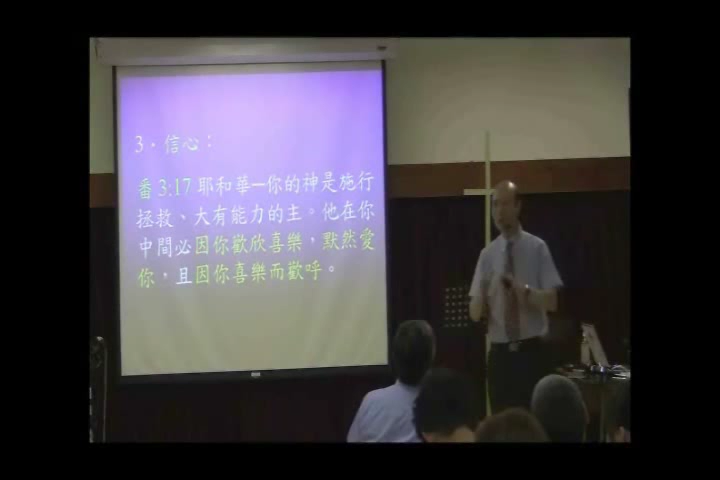 3．信心：
番 3:17 耶和華─你的神是施行
拯救、大有能力的主。他在你
中間必因你歡欣喜樂，默然愛
你，且因你喜樂而歡呼。